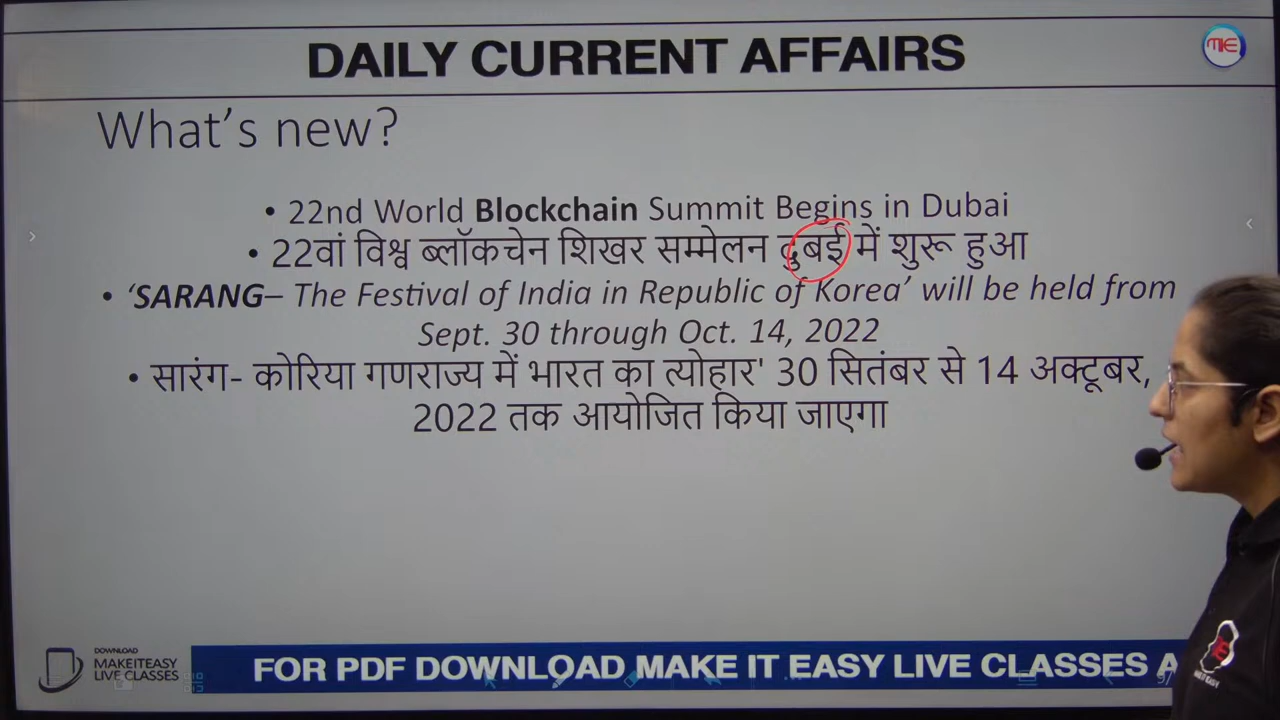 DAILY CURRENT AFFAIRS
MIE
What's new?
• 22nd World Blockchain Summit Begins in Dubai
• 22वां विश्व ब्लॉकचेन शिखर सम्मेलन दुबई में शुरू हुआ
• 'SARANG– The Festival of India in Republic of Korea' will be held from
Sept. 30 through Oct. 14, 2022
• सारंग- कोरिया गणराज्य में भारत का त्योहार' 30 सितंबर से 14 अक्टूबर,
2022 तक आयोजित किया जाएगा
DOWNLOAD
MAKEITEASY
LIVE CLASSES
FOR PDF DOWNLOAD MAKE IT EASY LIVE CLASSES A